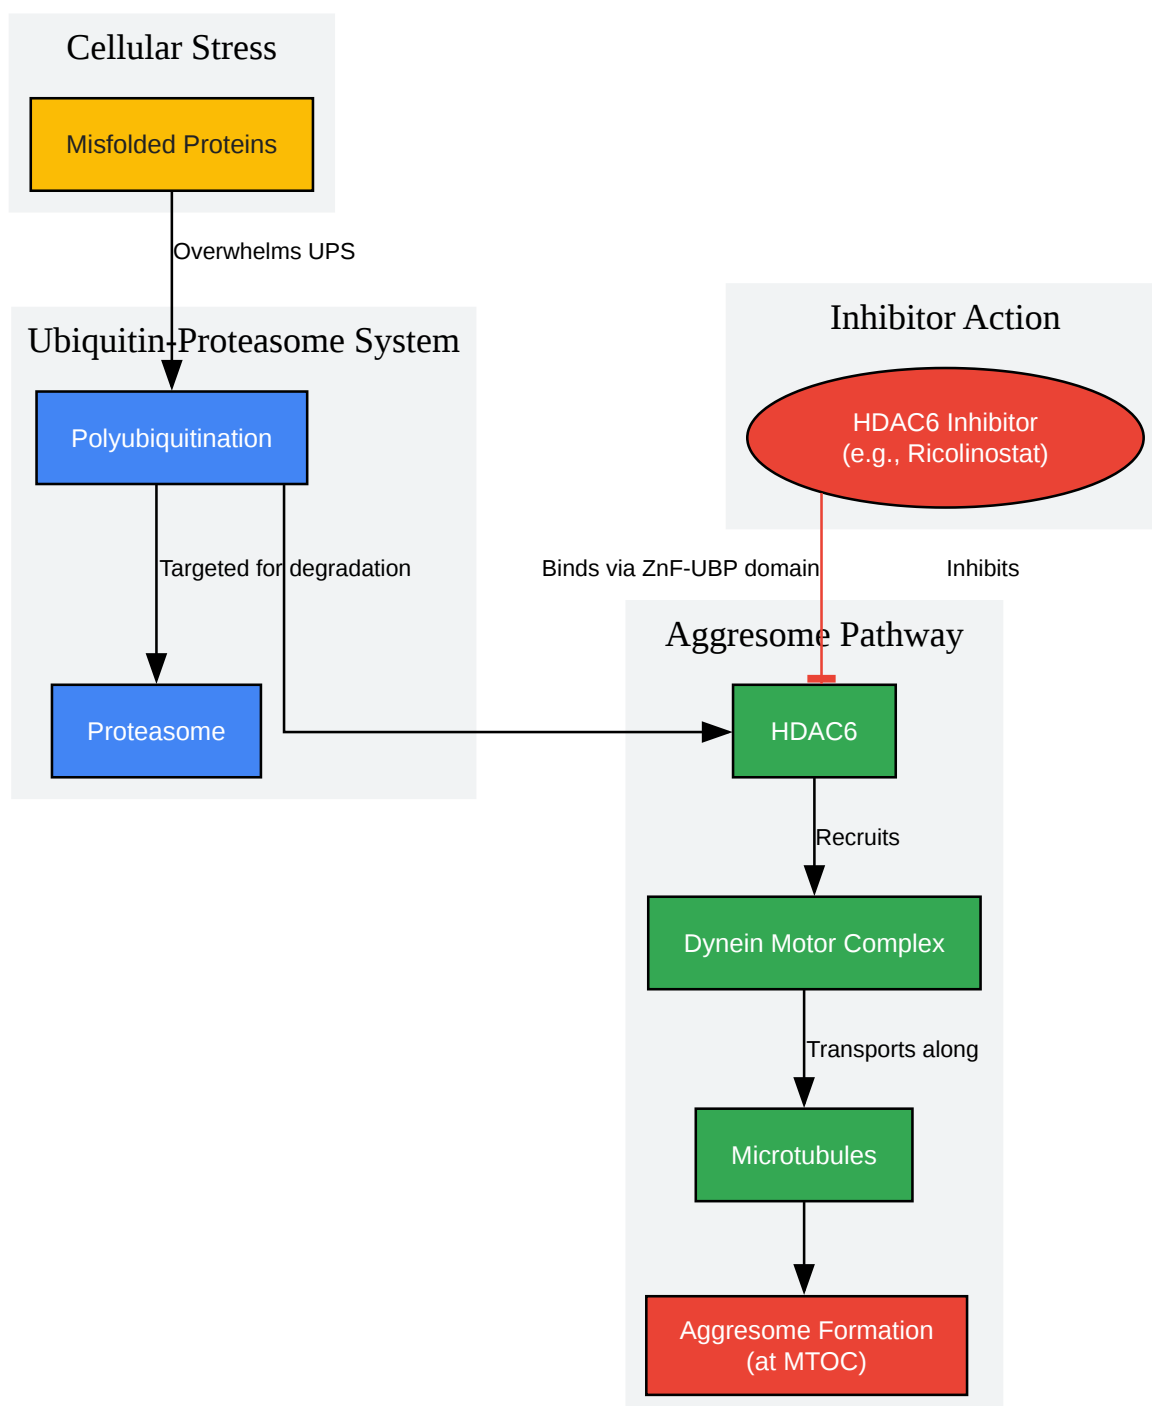 Cellular Stress
Misfolded Proteins
Overwhelms UPS
Ubiquitin-Proteasome System
Polyubiquitination
Targeted for degradation
Proteasome
Inhibitor Action
HDAC6 Inhibitor
(e.g., Ricolinostat)
Binds via ZnF-UBP domain
Inhibits
Aggresome Pathway
HDAC6
Recruits
Dynein Motor Complex
Transports along
Microtubules
Aggresome Formation
(at MTOC)